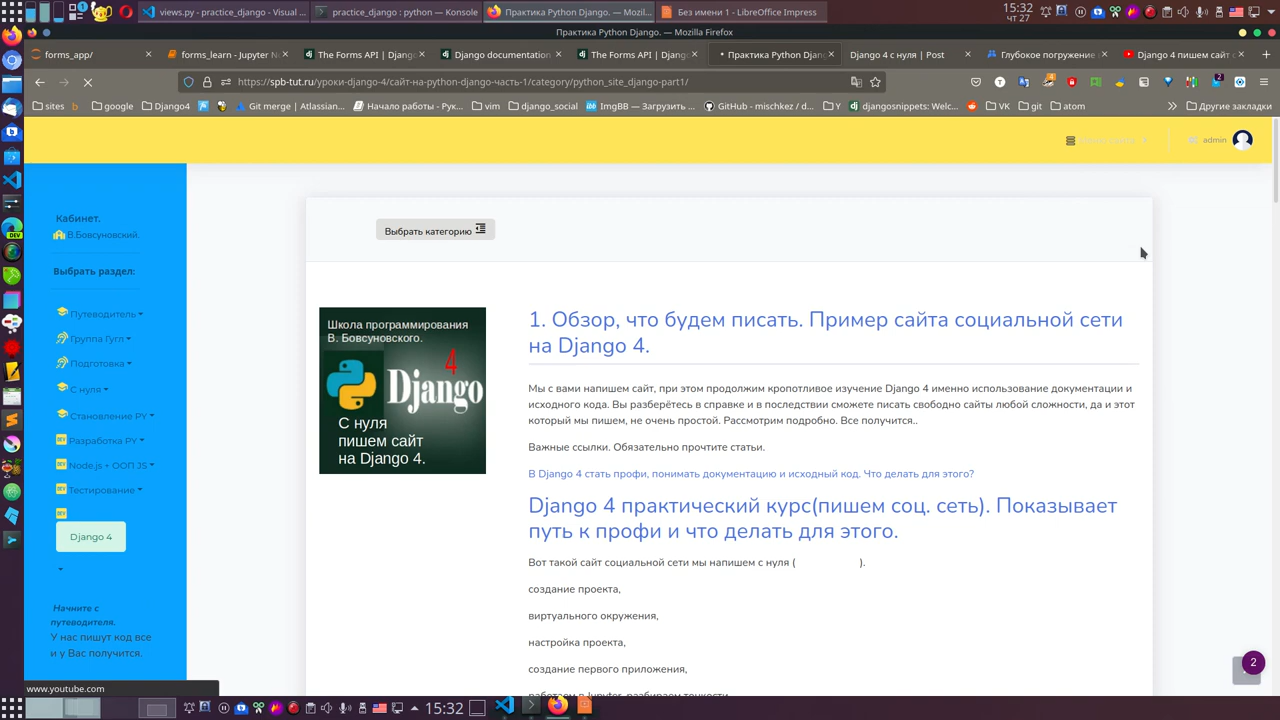 views.py - practice_django - Visual ...
practice_django : python — Konsole
Практика Python Django. — Mozil...
Без имени 1 - LibreOffice Impress
15:32
чт 27
Практика Python Django. — Mozilla Firefox
forms_app/
forms_learn - Jupyter N
The Forms API | Djang
Django documentation
The Forms API | Djang
Практика Python Djan
Django 4 с нуля | Post
Глубокое погружение
Django 4 пишем с
https://spb-tut.ru/уроки-django-4/сайт-на-python-django-часть-1/category/python_site_django-part1/
sites
b
google
Django4
Git merge | Atlassian...
Начало работы - Рук...
vim
django_social
ImgBB — Загрузить ...
GitHub - mischkez / d...
Y
djangosnippets: Welc...
VK
git
atom
Другие закладки
admin
Кабинет.
В.Бовсуновский.
Выбрать раздел:
Путеводитель
Группа Гугл
Подготовка
С нуля
Становление PY
Разработка PY
Node.js + ООП JS
Тестирование
Django 4
Начните с
путеводителя.
У нас пишут код все
и у Вас получится.
Выбрать категорию
Школа программирования
В. Бовсуновского.
4
Django
С нуля
пишем сайт
на Django 4.
1. Обзор, что будем писать. Пример сайта социальной сети
на Django 4.
Мы с вами напишем сайт, при этом продолжим кропотливое изучение Django 4 именно использование документации и
исходного кода. Вы разберётесь в справке и в последствии сможете писать свободно сайты любой сложности, да и этот
который мы пишем, не очень простой. Рассмотрим подробно. Все получится..
Важные ссылки. Обязательно прочтите статьи.
В Django 4 стать профи, понимать документацию и исходный код. Что делать для этого?
Django 4 практический курс(пишем соц. сеть). Показывает
путь к профи и что делать для этого.
Вот такой сайт социальной сети мы напишем с нуля ( ).
создание проекта,
виртуального окружения,
настройка проекта,
создание первого приложения,
работаем в Jupyter, разбираем тонкости
2
www.youtube.com
15:32